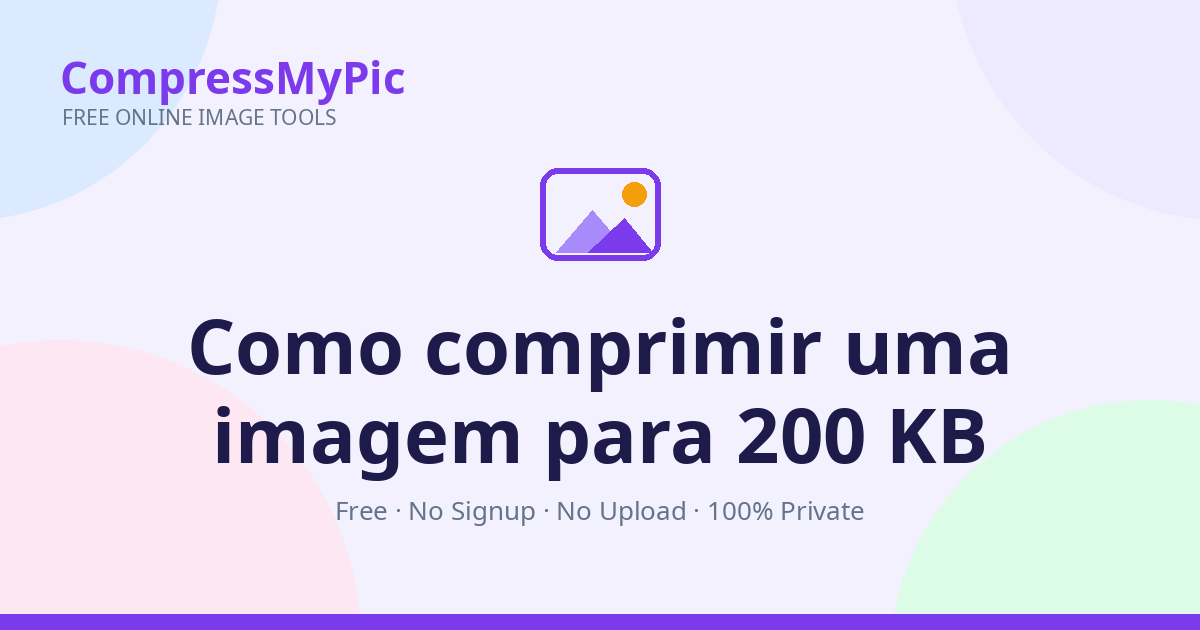 CompressMyPic
FREE ONLINE IMAGE TOOLS
Como comprimir uma
imagem para 200 KB
Free · No Signup · No Upload · 100% Private